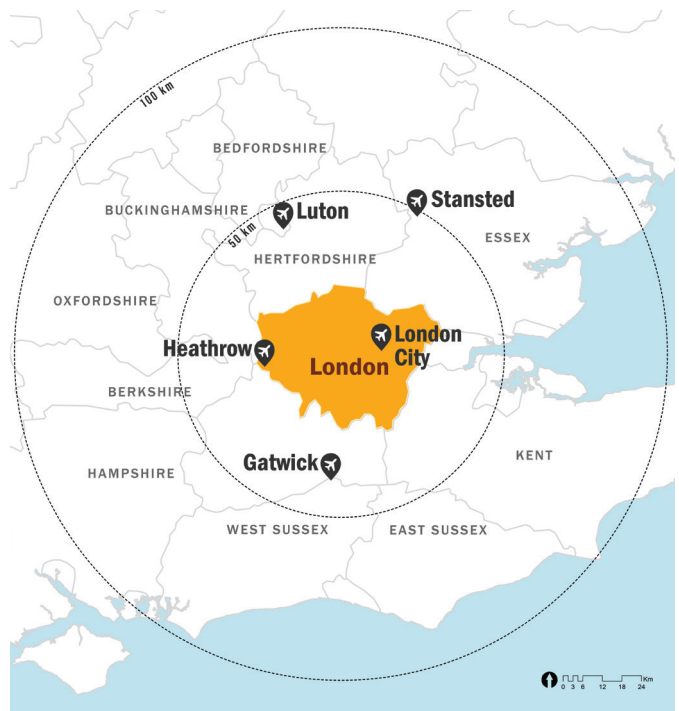 100 km
BEDFORDSHIRE
Stansted
BUCKINGHAMSHIRE
Luton
50 km
ESSEX
HERTFORDSHIRE
OXFORDSHIRE
London
City
Heathrow
London
BERKSHIRE
Gatwick
KENT
HAMPSHIRE
WEST SUSSEX
EAST SUSSEX
Km
0 3 6 12 18 24